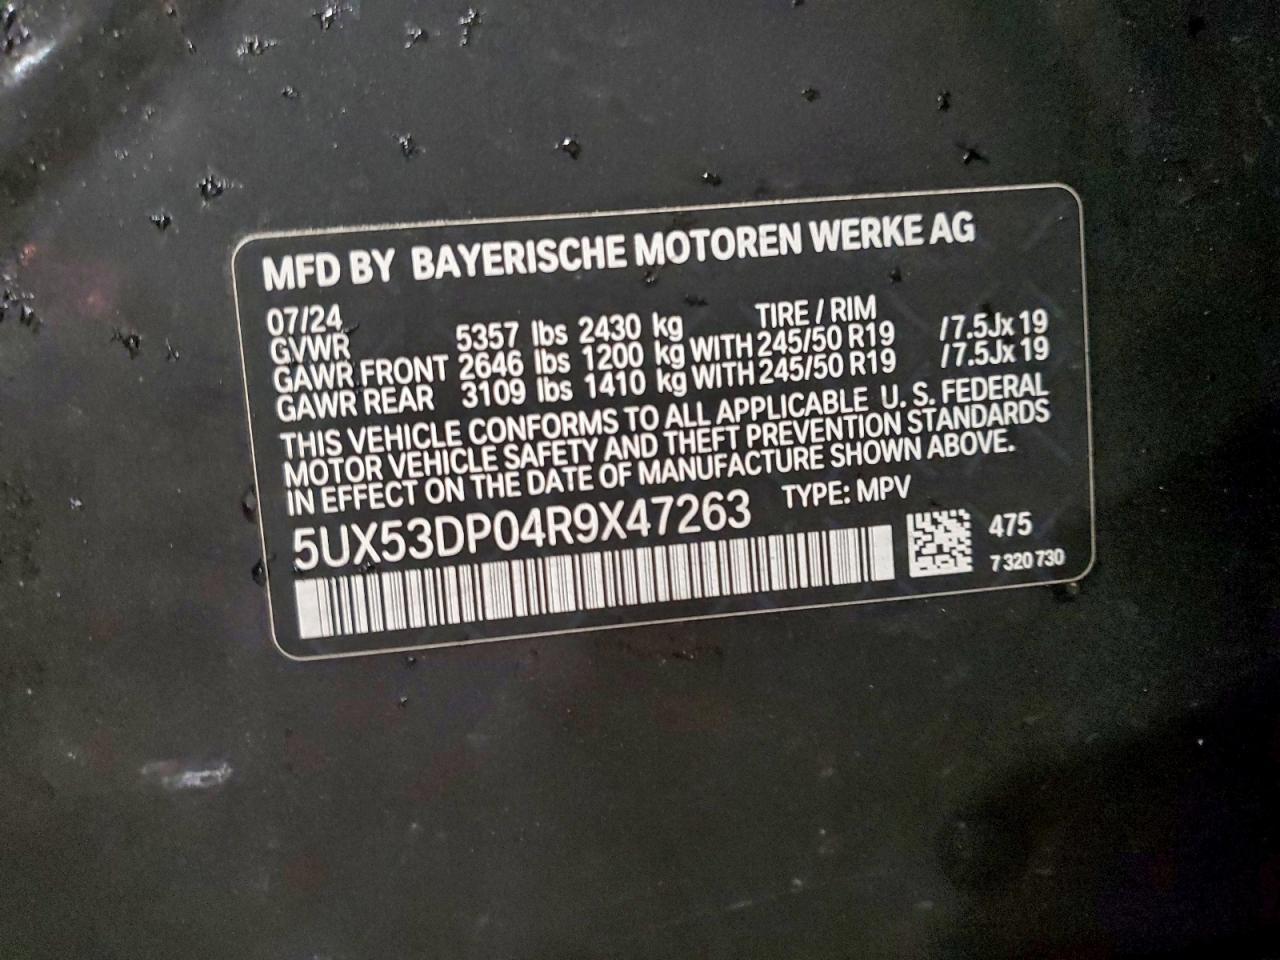 MFD BY BAYERISCHE MOTOREN WERKE AG
07/24 TIRE / RIM
GVWR 5357 lbs 2430 kg
GAWR FRONT 2646 lbs 1200 kg WITH 245/50 R19 /7.5Jx19
GAWR REAR 3109 lbs 1410 kg WITH 245/50 R19 /7.5Jx19
THIS VEHICLE CONFORMS TO ALL APPLICABLE U. S. FEDERAL
MOTOR VEHICLE SAFETY AND THEFT PREVENTION STANDARDS
IN EFFECT ON THE DATE OF MANUFACTURE SHOWN ABOVE.
5UX53DP04R9X47263 TYPE: MPV
475
7 320 730